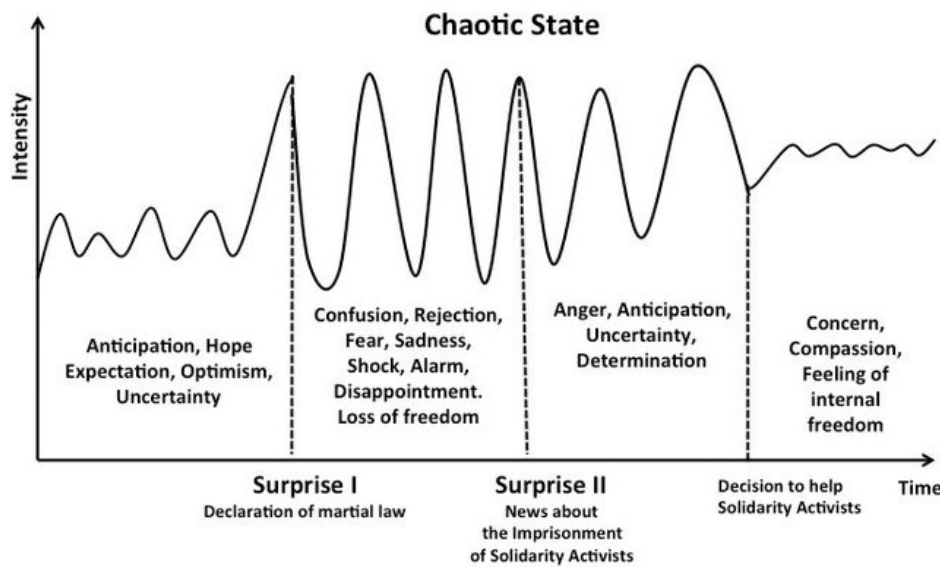 Chaotic State
Intensity
Anticipation, Hope
Expectation, Optimism,
Uncertainty
Confusion, Rejection,
Fear, Sadness,
Shock, Alarm,
Disappointment.
Loss of freedom
Anger, Anticipation,
Uncertainty,
Determination
Concern,
Compassion,
Feeling of
internal
freedom
Surprise I
Declaration of martial law
Surprise II
News about
the Imprisonment
of Solidarity Activists
Decision to help
Solidarity Activists
Time